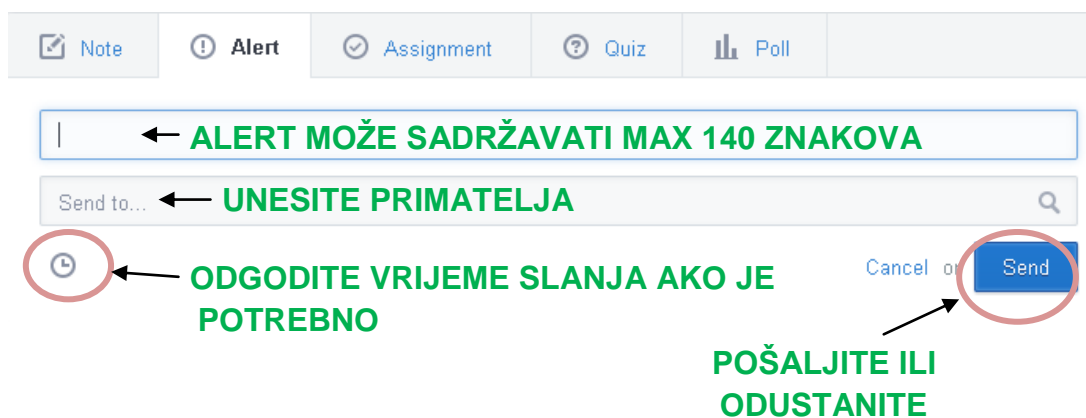 Note Alert Assignment Quiz Poll
ALERT MOŽE SADRŽAVATI MAX 140 ZNAKOVA
Send to... UNESITE PRIMATELJA
ODGODITE VRIJEME SLANJA AKO JE
POTREBNO
Cancel or Send
POŠALJITE ILI
ODUSTANITE